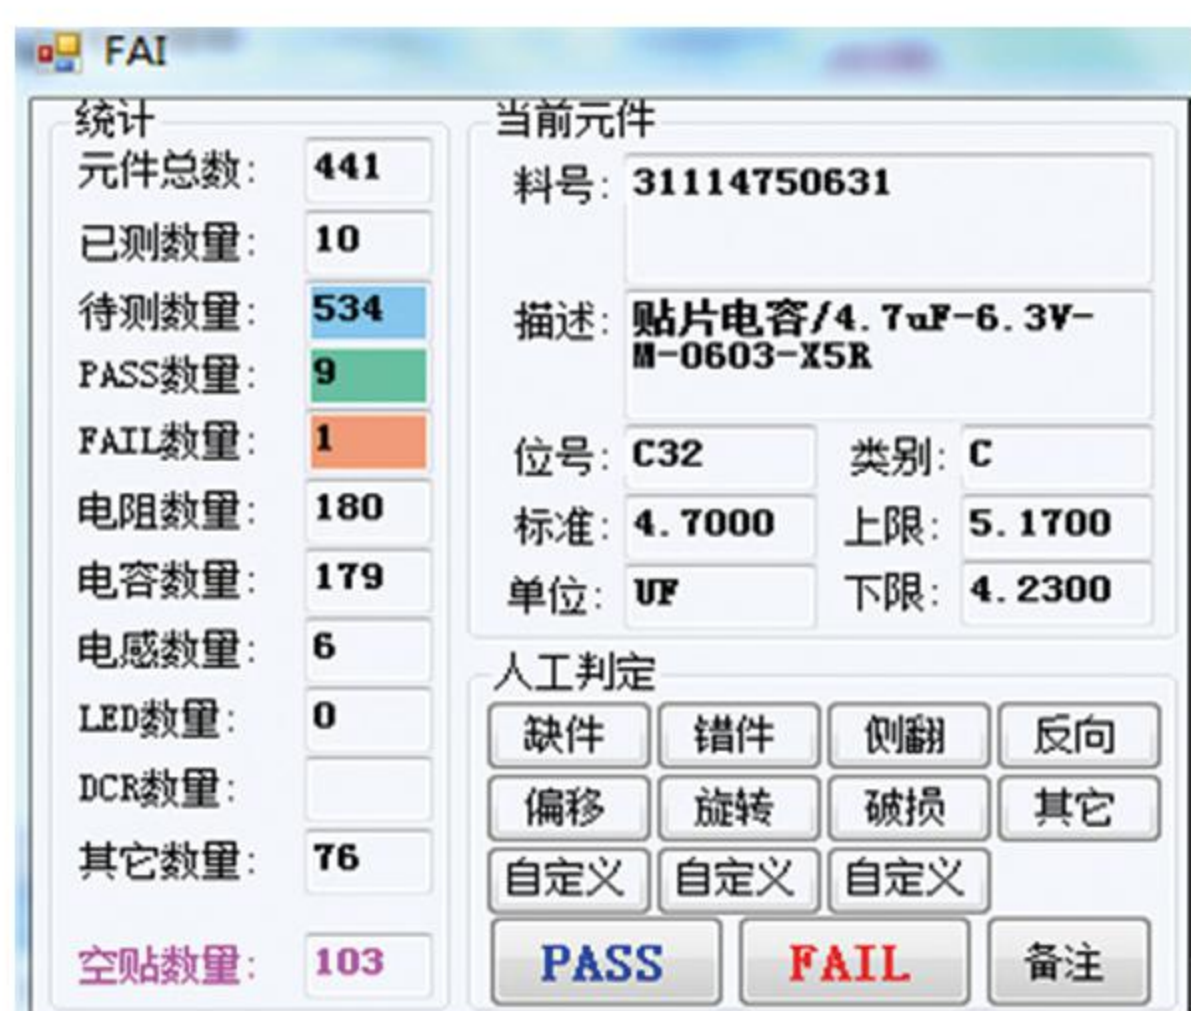 FAI
统计
元件总数: 441
已测数量: 10
待测数量: 534
PASS数量: 9
FAIL数量: 1
电阻数量: 180
电容数量: 179
电感数量: 6
LED数量: 0
DCR数量:
其它数量: 76
空贴数量: 103
当前元件
料号: 31114750631
描述: 贴片电容/4.7uF-6.3V-
M-0603-X5R
位号: C32 类别: C
标准: 4.7000 上限: 5.1700
单位: UF 下限: 4.2300
人工判定
缺件 错件 侧翻 反向
偏移 旋转 破损 其它
自定义 自定义 自定义
PASS FAIL 备注